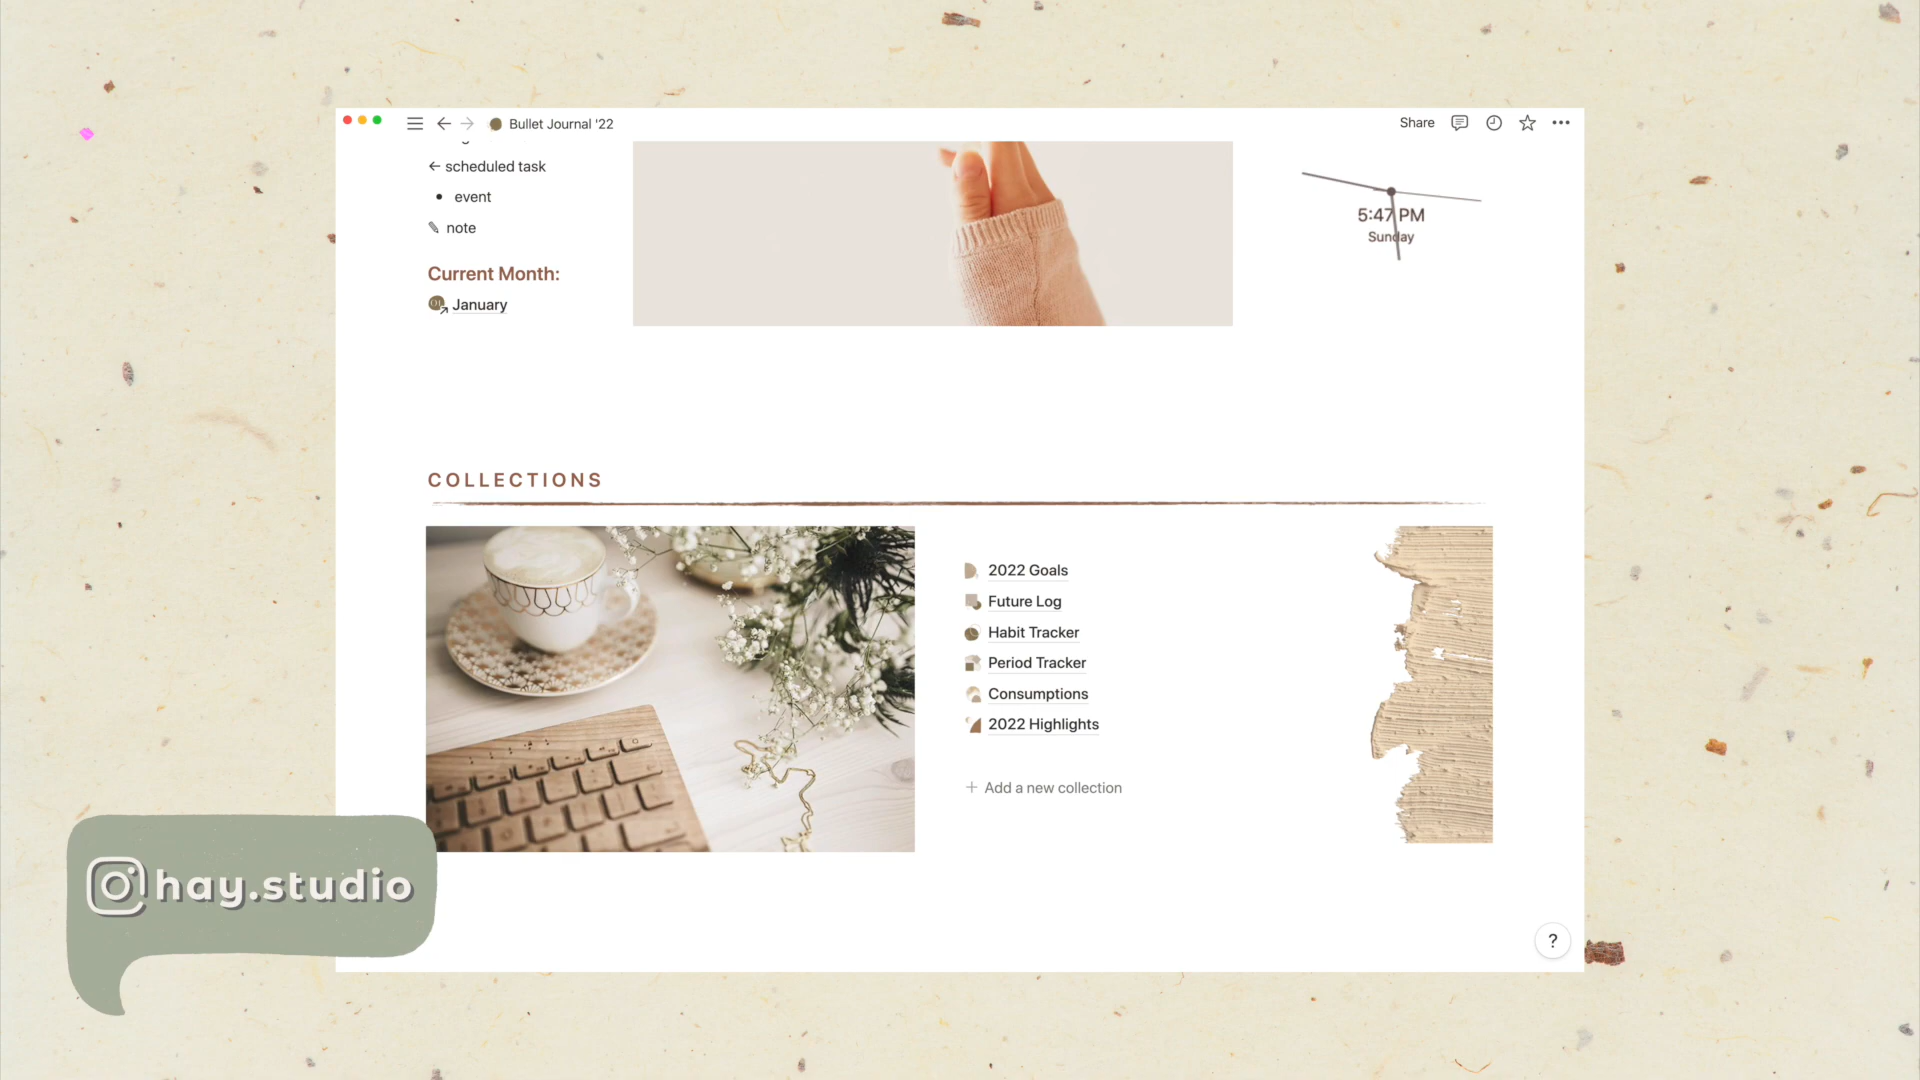 Bullet Journal '22
Share
← scheduled task
• event
✎ note
Current Month:
January
5:47 PM
Sunday
COLLECTIONS
2022 Goals
Future Log
Habit Tracker
Period Tracker
Consumptions
2022 Highlights
+ Add a new collection
hay.studio
?